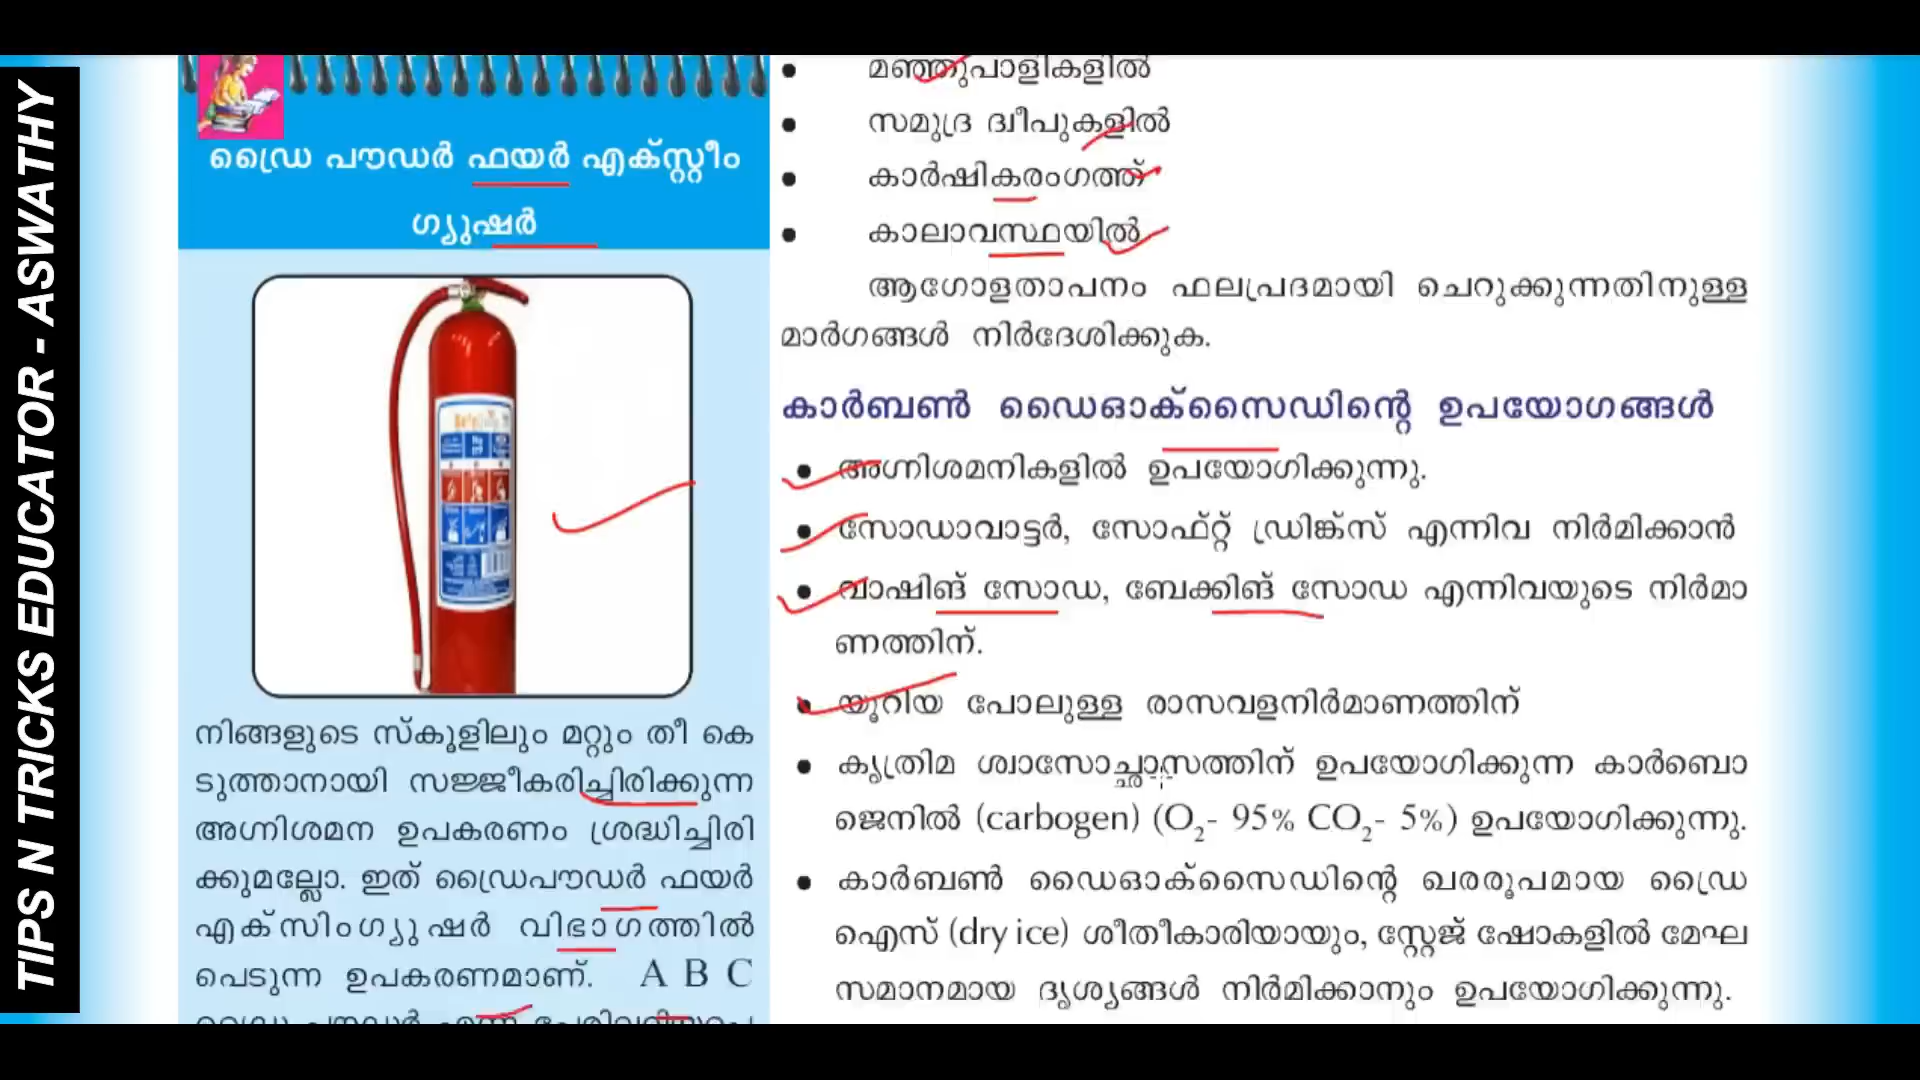 TIPS N TRICKS EDUCATOR - ASWATHY
ഡ്രൈ പൗഡർ ഫയർ എക്സ്റ്റീം
ഗ്യുഷർ
നിങ്ങളുടെ സ്കൂളിലും മറ്റും തീ കെ
ടുത്താനായി സജ്ജീകരിച്ചിരിക്കുന്ന
അഗ്നിശമന ഉപകരണം ശ്രദ്ധിച്ചിരി
ക്കുമല്ലോ. ഇത് ഡ്രൈപൗഡർ ഫയർ
എക്സിംഗ്യുഷർ വിഭാഗത്തിൽ
പെടുന്ന ഉപകരണമാണ്. A B C
മഞ്ഞുപാളികളിൽ
സമുദ്ര ദ്വീപുകളിൽ
കാർഷികരംഗത്ത്
കാലാവസ്ഥയിൽ
ആഗോളതാപനം ഫലപ്രദമായി ചെറുക്കുന്നതിനുള്ള
മാർഗങ്ങൾ നിർദേശിക്കുക.
കാർബൺ ഡൈഓക്സൈഡിന്റെ ഉപയോഗങ്ങൾ
• അഗ്നിശമനികളിൽ ഉപയോഗിക്കുന്നു.
• സോഡാവാട്ടർ, സോഫ്റ്റ് ഡ്രിങ്ക്സ് എന്നിവ നിർമിക്കാൻ
• വാഷിങ് സോഡ, ബേക്കിങ് സോഡ എന്നിവയുടെ നിർമാ
ണത്തിന്.
• യൂറിയ പോലുള്ള രാസവളനിർമാണത്തിന്
• കൃത്രിമ ശ്വാസോച്ഛാസത്തിന് ഉപയോഗിക്കുന്ന കാർബൊ
ജെനിൽ (carbogen) (O₂- 95% CO₂- 5%) ഉപയോഗിക്കുന്നു.
• കാർബൺ ഡൈഓക്സൈഡിന്റെ ഖരരൂപമായ ഡ്രൈ
ഐസ് (dry ice) ശീതീകാരിയായും, സ്റ്റേജ് ഷോകളിൽ മേഘ
സമാനമായ ദൃശ്യങ്ങൾ നിർമിക്കാനും ഉപയോഗിക്കുന്നു.